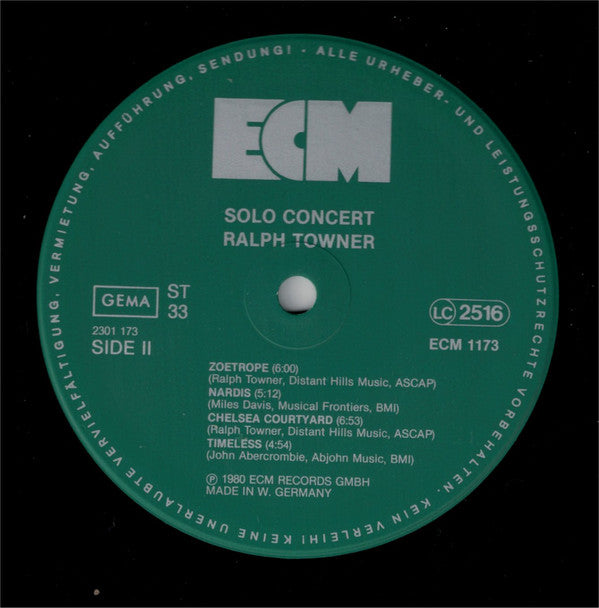 ALLE URHEBER- UND LEISTUNGSSCHUTZRECHTE VORBEHALTEN. KEIN VERLEIH! KEINE UNERLAUBTE VERVIELFÄLTIGUNG, VERMIETUNG, AUFFÜHRUNG, SENDUNG! -
ECM
SOLO CONCERT
RALPH TOWNER
GEMA
ST
33
LC 2516
2301 173
SIDE II
ECM 1173
ZOETROPE (6:00)
(Ralph Towner, Distant Hills Music, ASCAP)
NARDIS (5:12)
(Miles Davis, Musical Frontiers, BMI)
CHELSEA COURTYARD (6:53)
(Ralph Towner, Distant Hills Music, ASCAP)
TIMELESS (4:54)
(John Abercrombie, Abjohn Music, BMI)
Ⓟ 1980 ECM RECORDS GMBH
MADE IN W. GERMANY